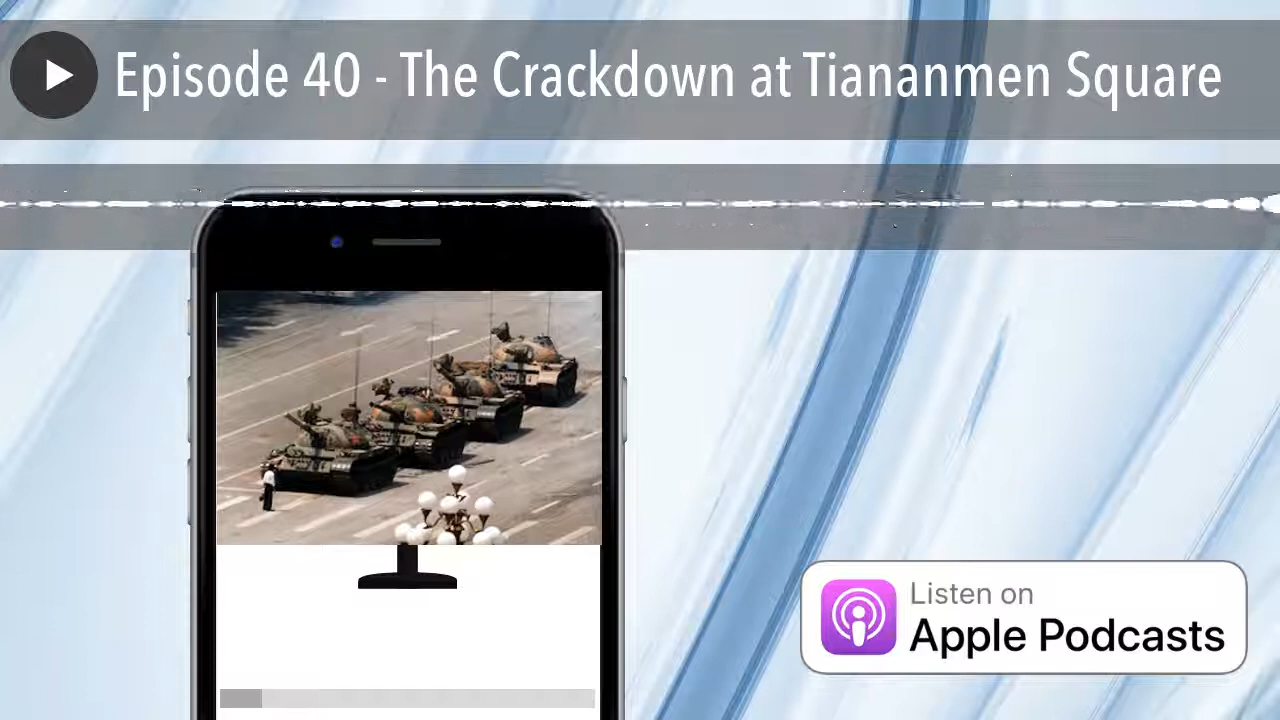 Episode 40 - The Crackdown at Tiananmen Square
Listen on
Apple Podcasts